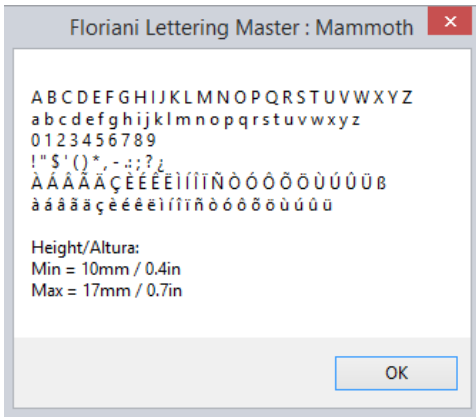 Floriani Lettering Master : Mammoth
A B C D E F G H I J K L M N O P Q R S T U V W X Y Z
a b c d e f g h i j k l m n o p q r s t u v w x y z
0 1 2 3 4 5 6 7 8 9
! " $ ' ( ) * , - . : ; ? ¿
À Á Â Ã Ä Ç È É Ê Ë Ì Í Î Ï Ñ Ò Ó Ô Õ Ö Ù Ú Û Ü ß
à á â ã ä ç è é ê ë ì í î ï ñ ò ó ô õ ö ù ú û ü
Height/Altura:
Min = 10mm / 0.4in
Max = 17mm / 0.7in
OK